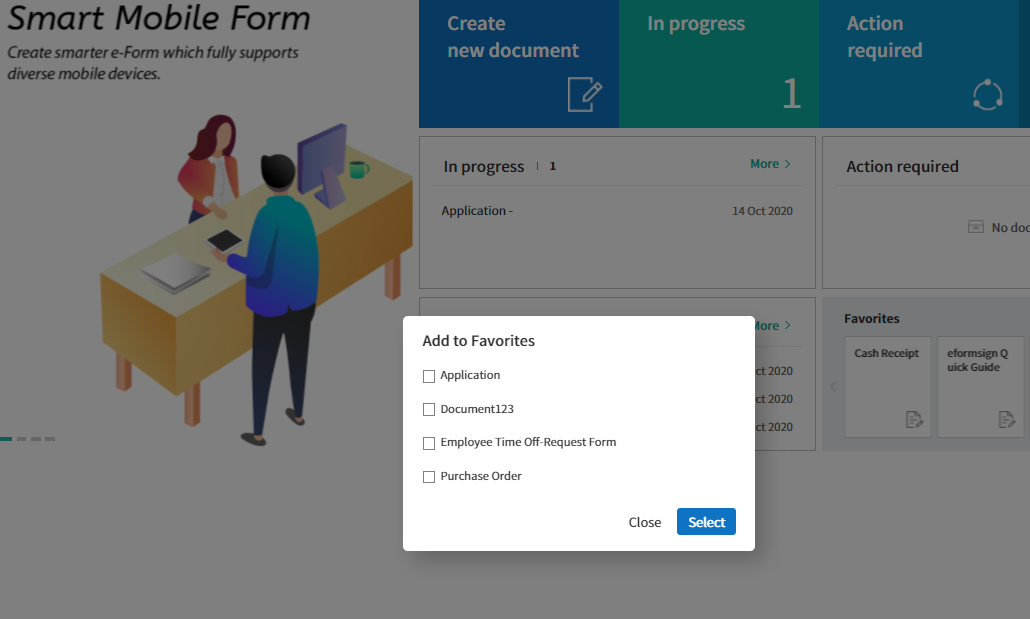 Smart Mobile Form
Create smarter e-Form which fully supports
diverse mobile devices.
Create
new document
In progress
1
Action
required
In progress | 1
More >
Application -
14 Oct 2020
Action required
No doc
More >
ct 2020
ct 2020
ct 2020
Favorites
Cash Receipt
eformsign Q
uick Guide
Add to Favorites
Application
Document123
Employee Time Off-Request Form
Purchase Order
Close
Select